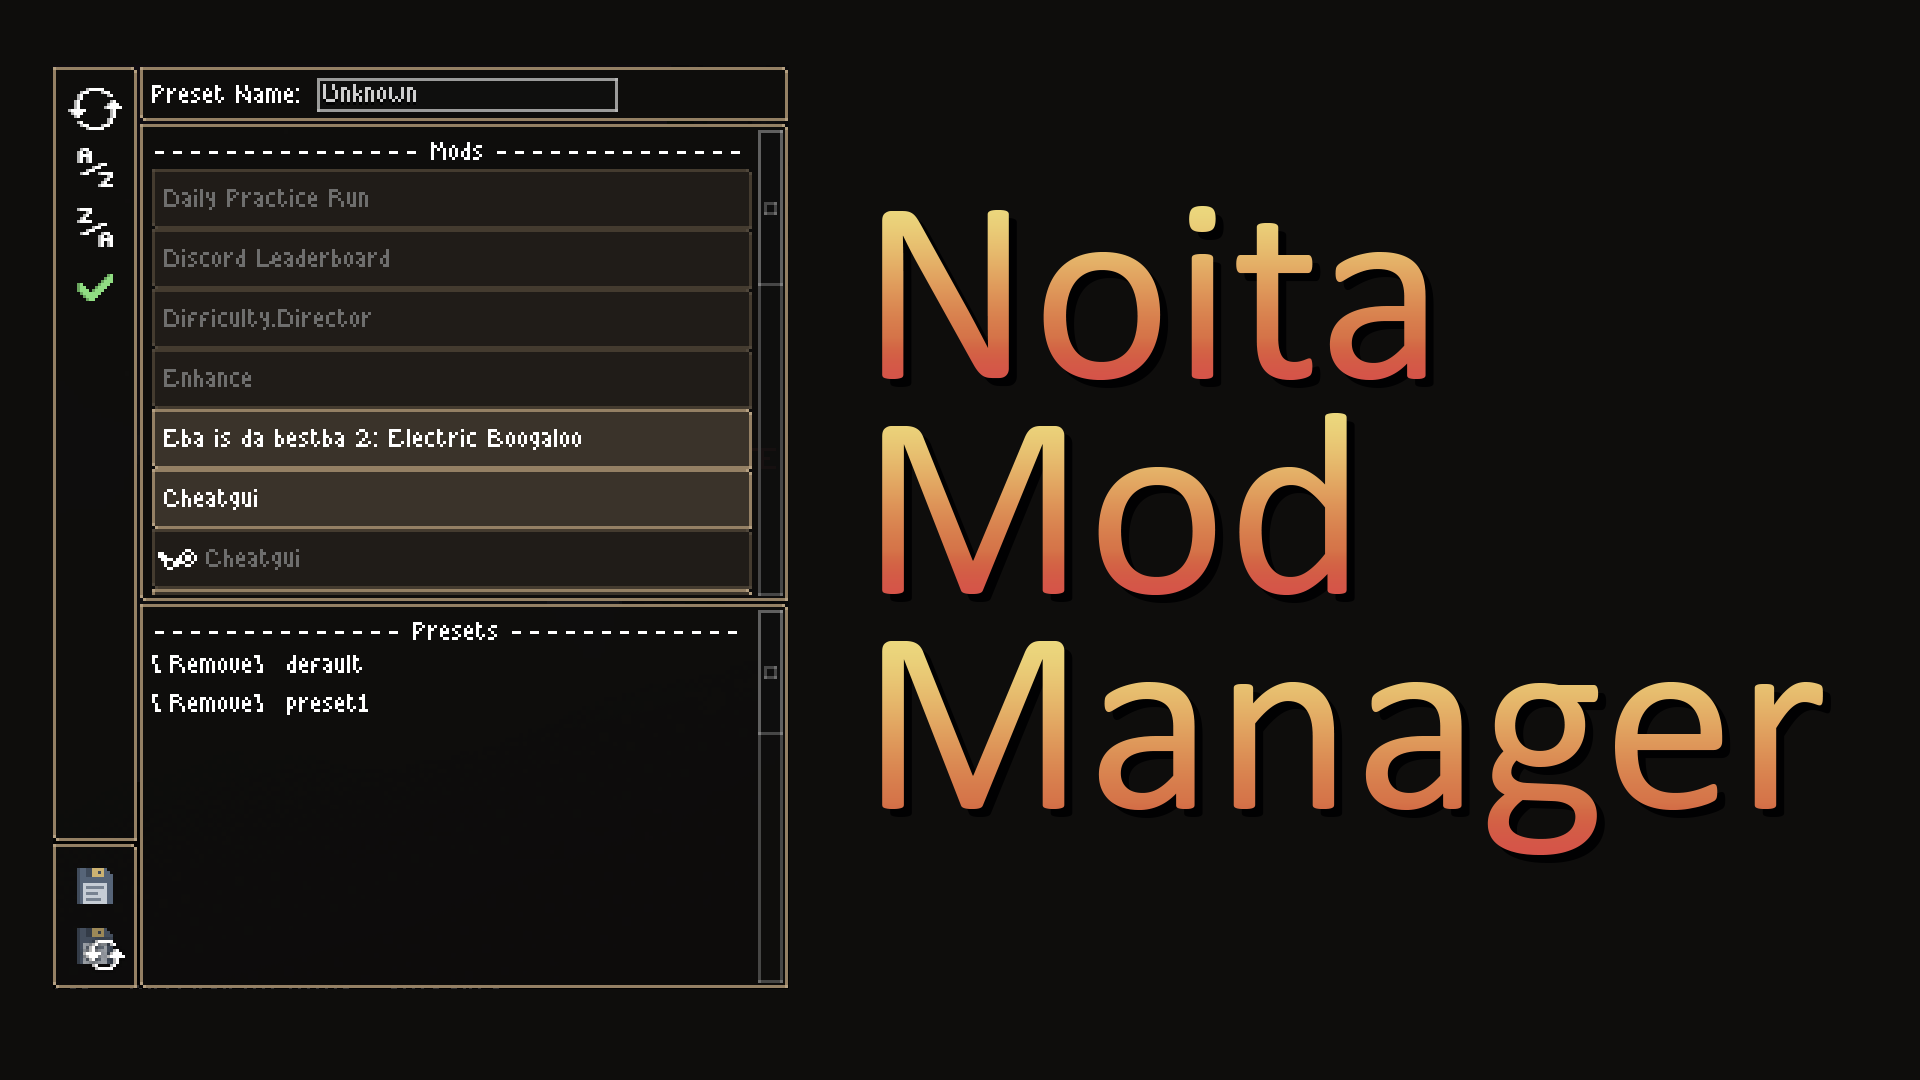 Preset Name: Unknown
A/Z
Z/A
--------------- Mods --------------
Daily Practice Run
Discord Leaderboard
Difficulty.Director
Enhance
Eba is da bestba 2: Electric Boogaloo
Cheatgui
Cheatgui
-------------- Presets -------------
[Remove] default
[Remove] preset1
Noita
Mod
Manager